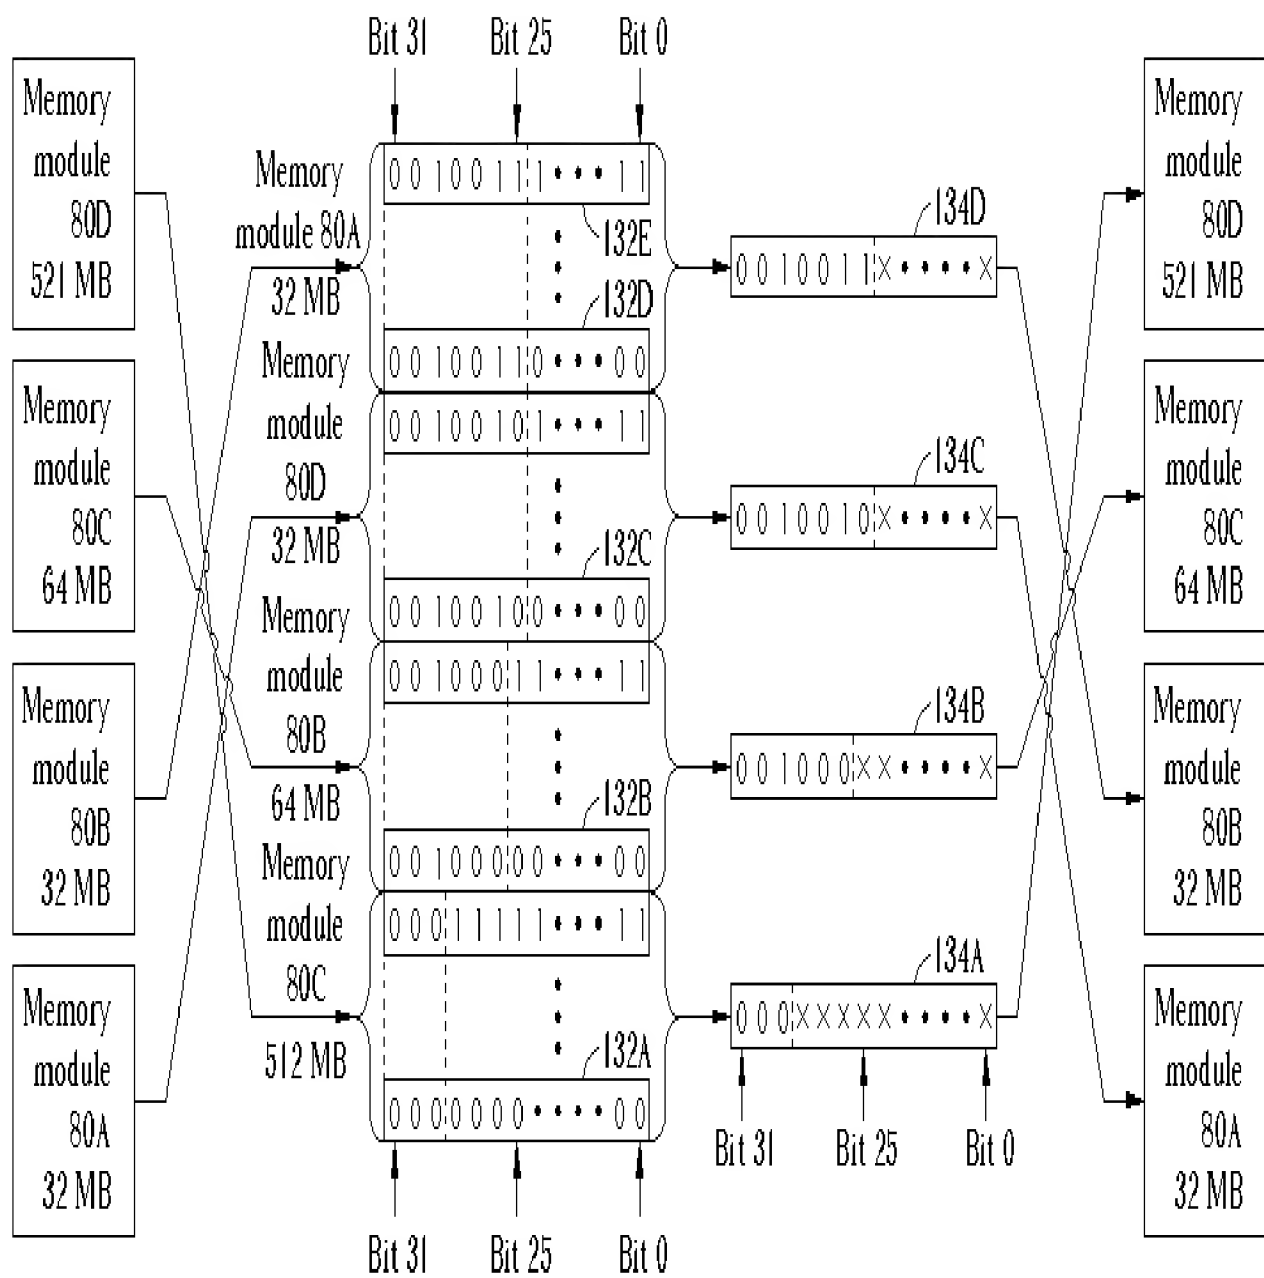 Bit 31 Bit 25 Bit 0
Memory
module
80D
521 MB
Memory
module
80C
64 MB
Memory
module
80B
32 MB
Memory
module
80A
32 MB
Memory
module 80A
32 MB
Memory
module
80D
32 MB
Memory
module
80B
64 MB
Memory
module
80C
512 MB
0 0 1 0 0 1 1 1 • • • 1 1
132E
132D
0 0 1 0 0 1 1 0 • • • 0 0
0 0 1 0 0 1 0 1 • • • 1 1
132C
0 0 1 0 0 1 0 0 • • • 0 0
0 0 1 0 0 0 1 1 • • • 1 1
132B
0 0 1 0 0 0 0 0 • • • 0 0
0 0 0 1 1 1 1 1 • • • 1 1
132A
0 0 0 0 0 0 0 • • • • 0 0
Bit 31 Bit 25 Bit 0
134D
0 0 1 0 0 1 1 X • • • • X
134C
0 0 1 0 0 1 0 X • • • • X
134B
0 0 1 0 0 0 X X • • • • X
134A
0 0 0 X X X X X • • • • X
Bit 31 Bit 25 Bit 0
Memory
module
80D
521 MB
Memory
module
80C
64 MB
Memory
module
80B
32 MB
Memory
module
80A
32 MB